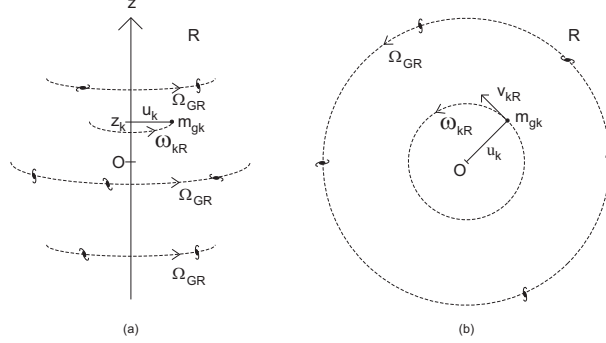 z
R
Ω_GR
u_k
z_k
m_gk
ω_kR
O
Ω_GR
Ω_GR
(a)
R
Ω_GR
v_kR
ω_kR
m_gk
u_k
O
(b)